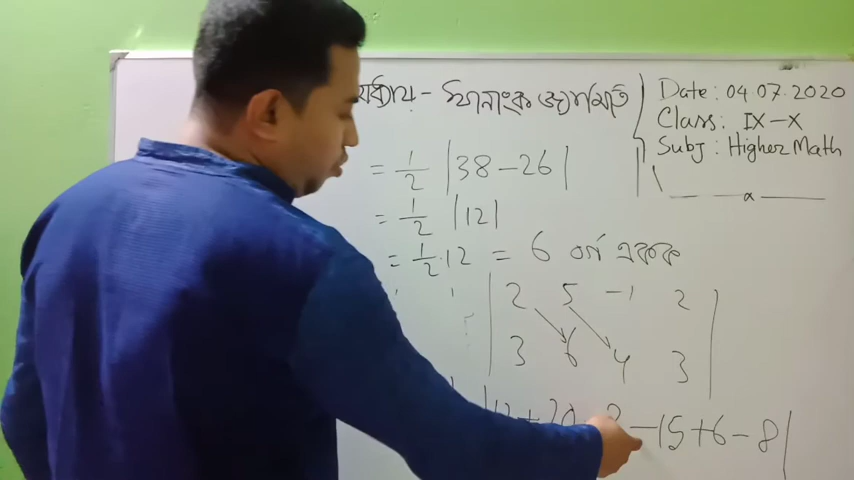 অধ্যায় - স্থানাংক জ্যামিতি
Date: 04.07.2020
Class: IX-X
Subj: Higher Math
x
= 1/2 |38-26|
= 1/2 |12|
= 1/2 . 12 = 6 বর্গ একক
| 2 5 -1 2 |
| 3 6 4 3 |
-15+6-8|